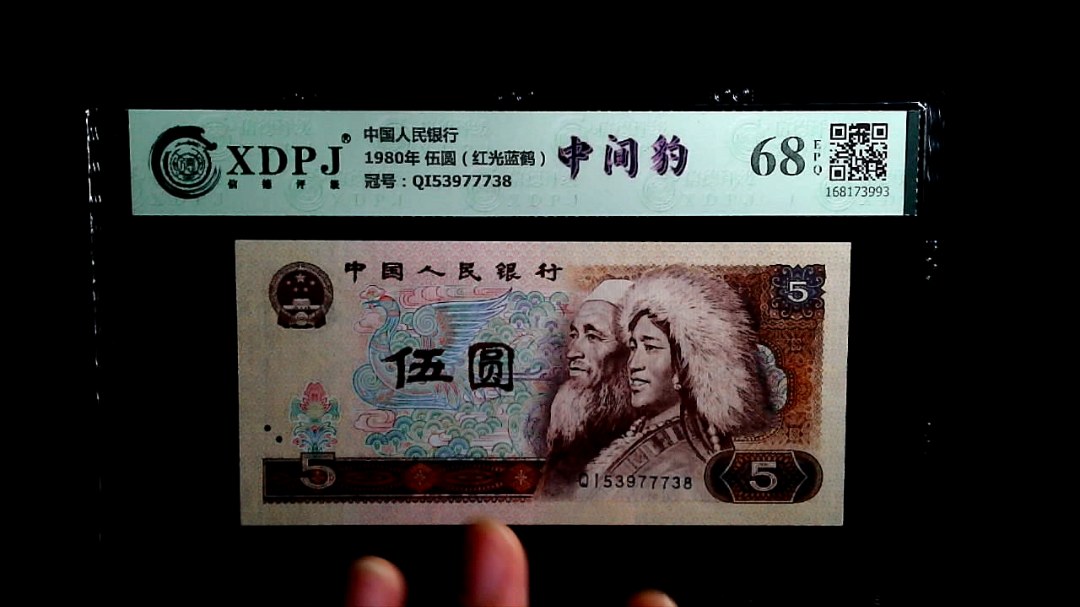 XDPJ®
信德评级
中国人民银行
1980年 伍圆（红光蓝鹤）
冠号：QI53977738
中间豹
68
EPQ
168173993
中国人民银行
5
伍圆
5
QI53977738
5